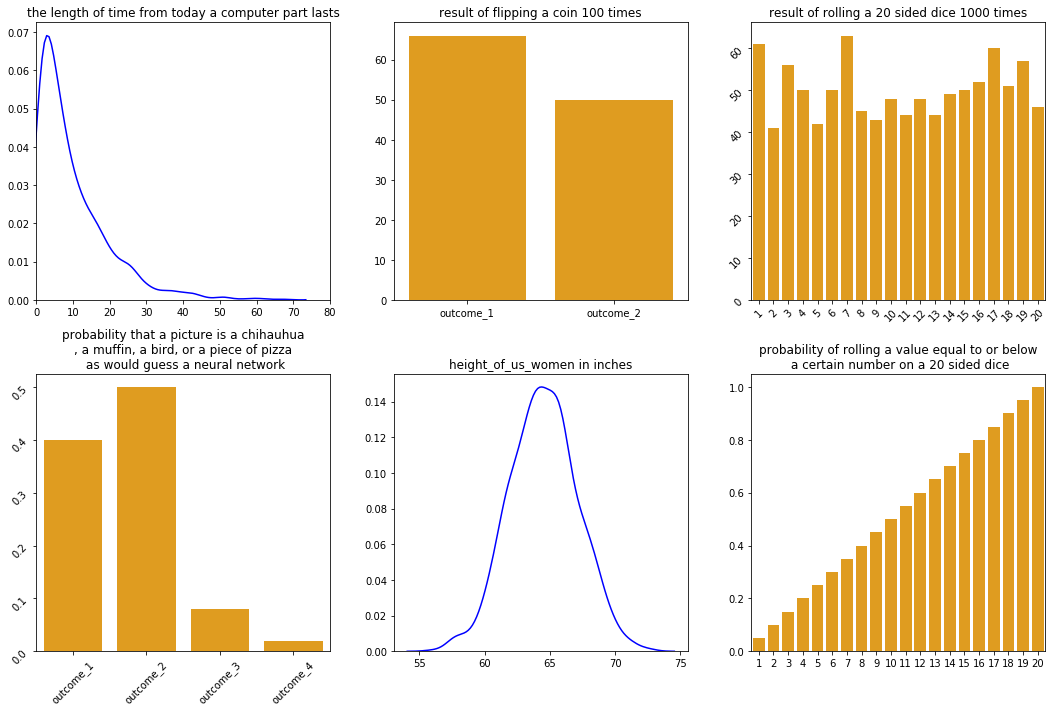 the length of time from today a computer part lasts
0.07
0.06
0.05
0.04
0.03
0.02
0.01
0.00
0 10 20 30 40 50 60 70 80
result of flipping a coin 100 times
60
50
40
30
20
10
0
outcome_1 outcome_2
result of rolling a 20 sided dice 1000 times
60
50
40
30
20
10
0
1 2 3 4 5 6 7 8 9 10 11 12 13 14 15 16 17 18 19 20
probability that a picture is a chihauhua
, a muffin, a bird, or a piece of pizza
as would guess a neural network
0.5
0.4
0.3
0.2
0.1
0.0
outcome_1 outcome_2 outcome_3 outcome_4
height_of_us_women in inches
0.14
0.12
0.10
0.08
0.06
0.04
0.02
0.00
55 60 65 70 75
probability of rolling a value equal to or below
a certain number on a 20 sided dice
1.0
0.8
0.6
0.4
0.2
0.0
1 2 3 4 5 6 7 8 9 10 11 12 13 14 15 16 17 18 19 20